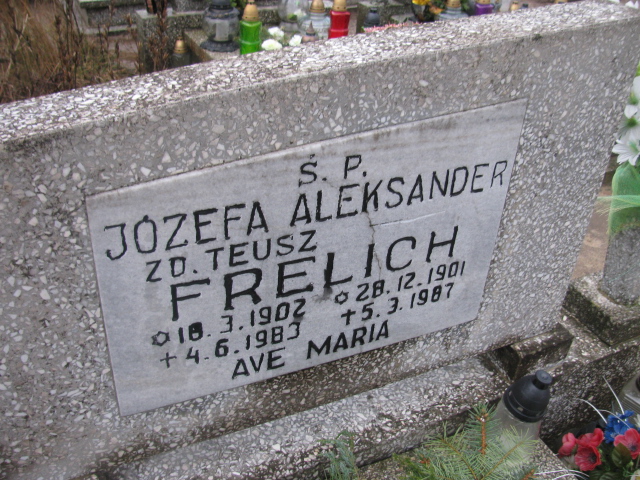 Ś. P.
JÓZEFA ALEKSANDER
ZD. TEUSZ
FRELICH
✡ 18.3.1902 ✡ 28.12.1901
✝ 4.6.1983 ✝ 5.3.1987
AVE MARIA